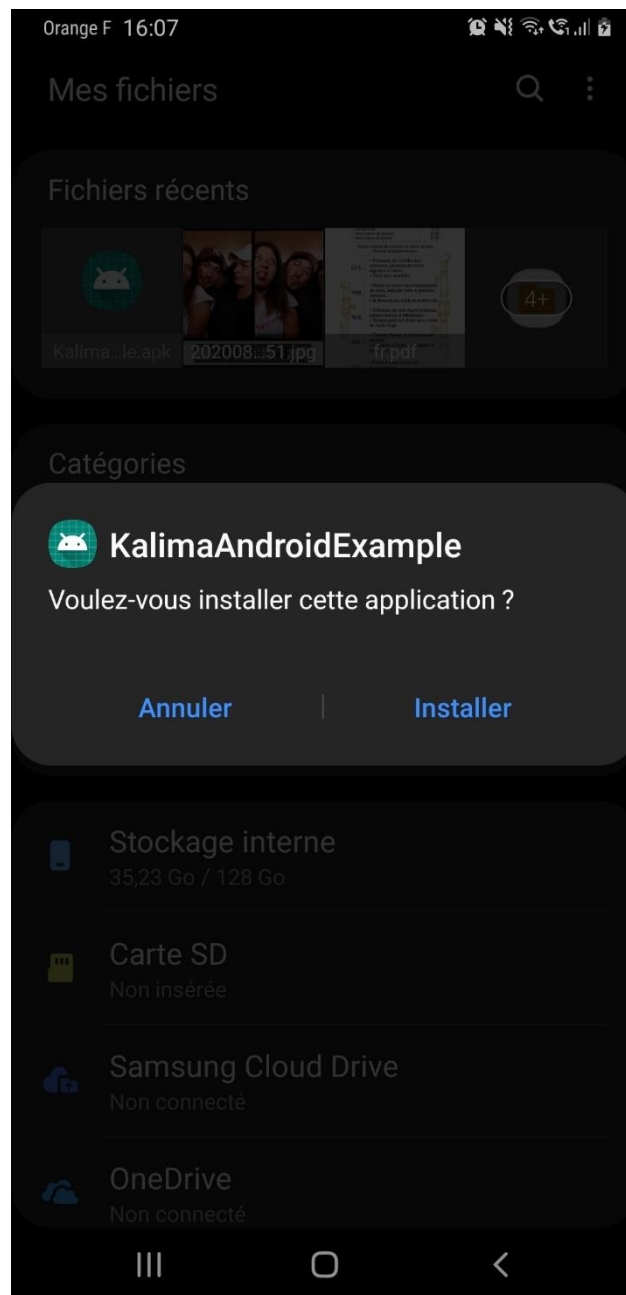 Orange F 16:07
Mes fichiers
Fichiers récents
4+
Kalima...le.apk 202008...51.jpg fr.pdf
Catégories
KalimaAndroidExample
Voulez-vous installer cette application ?
Annuler Installer
Stockage interne
35,23 Go / 128 Go
Carte SD
Non insérée
Samsung Cloud Drive
Non connecté
OneDrive
Non connecté